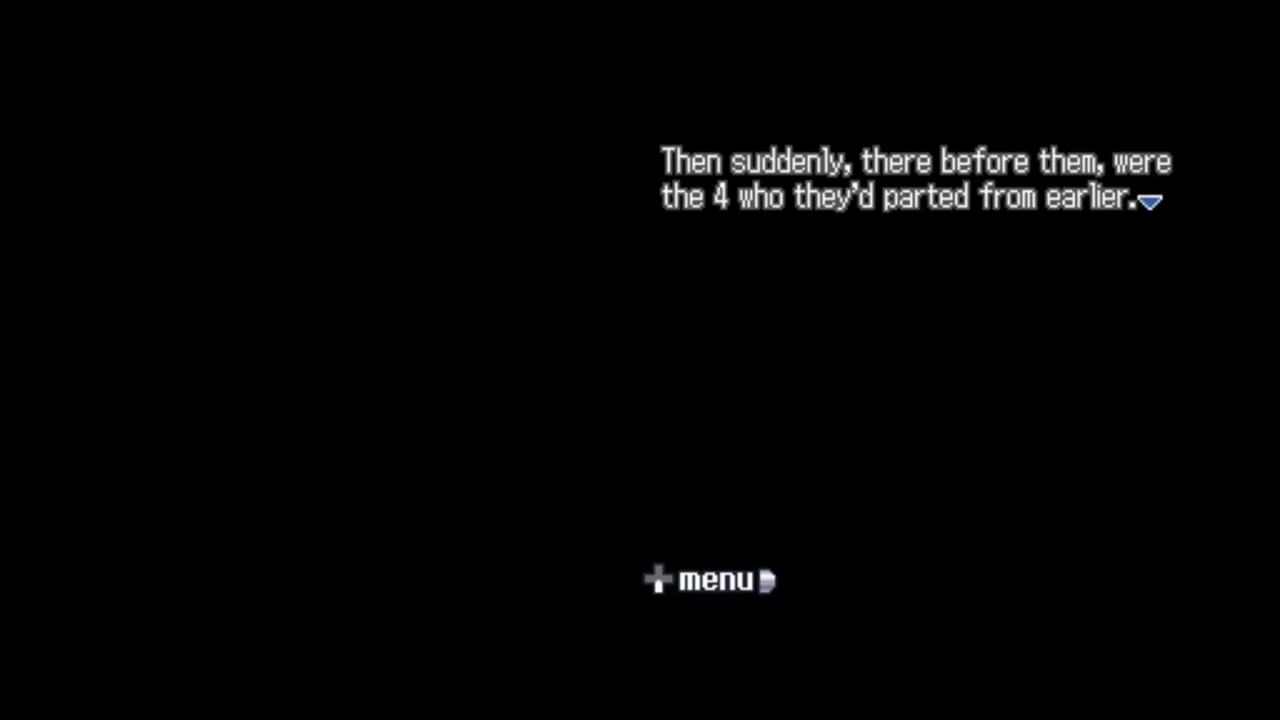 Then suddenly, there before them, were
the 4 who they'd parted from earlier.
menu